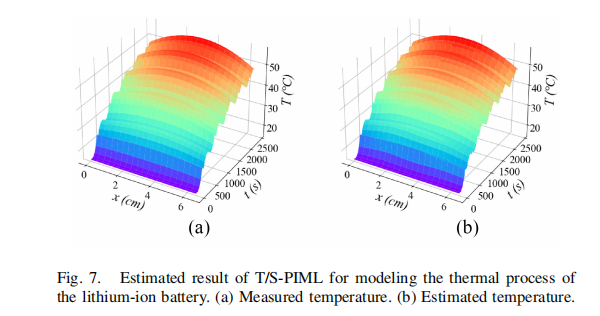 50
40
30
20
T (°C)
2500
2000
1500
1000
500
0
t (s)
0
2
4
6
x (cm)
(a)
50
40
30
20
T (°C)
2500
2000
1500
1000
500
0
t (s)
0
2
4
6
x (cm)
(b)
Fig. 7. Estimated result of T/S-PIML for modeling the thermal process of
the lithium-ion battery. (a) Measured temperature. (b) Estimated temperature.